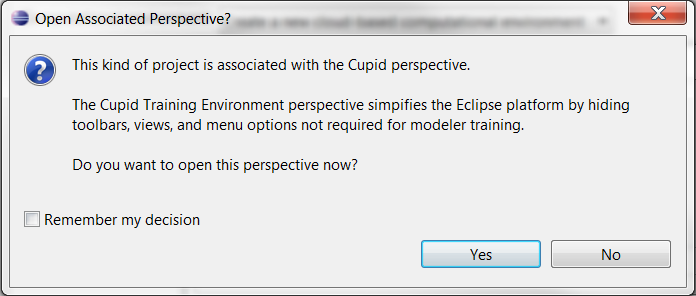 Open Associated Perspective?
This kind of project is associated with the Cupid perspective.
The Cupid Training Environment perspective simpifies the Eclipse platform by hiding
toolbars, views, and menu options not required for modeler training.
Do you want to open this perspective now?
Remember my decision
Yes
No